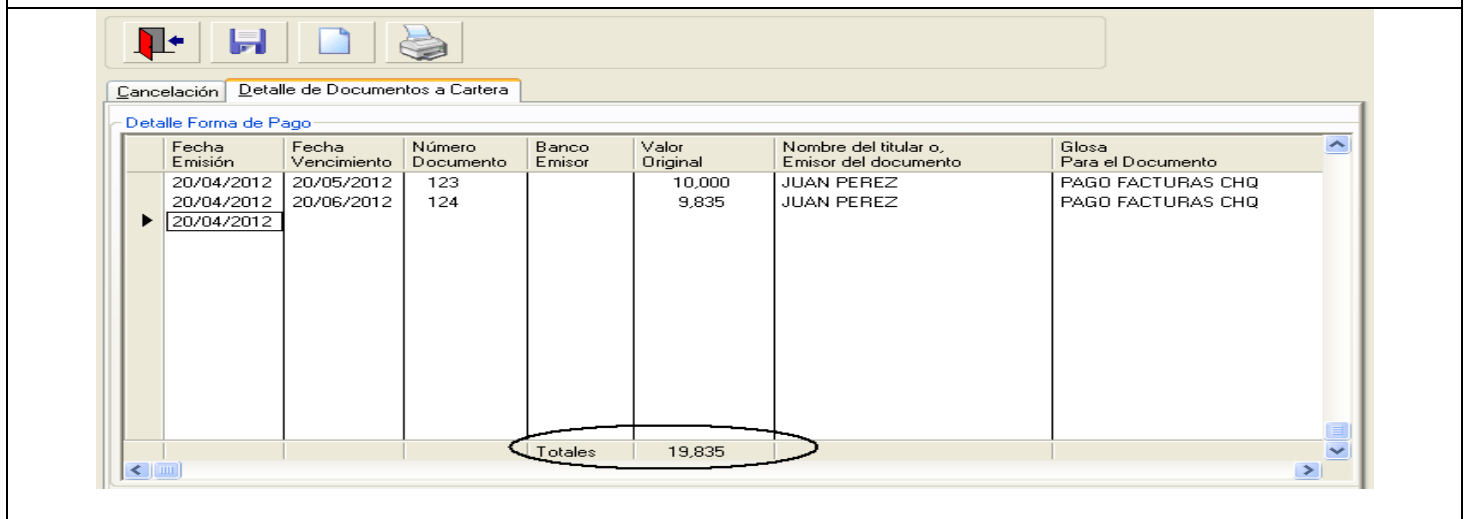 Cancelación Detalle de Documentos a Cartera
Detalle Forma de Pago
Fecha Emisión Fecha Vencimiento Número Documento Banco Emisor Valor Original Nombre del titular o, Emisor del documento Glosa Para el Documento
20/04/2012 20/05/2012 123 10,000 JUAN PEREZ PAGO FACTURAS CHQ
20/04/2012 20/06/2012 124 9,835 JUAN PEREZ PAGO FACTURAS CHQ
20/04/2012
Totales 19,835